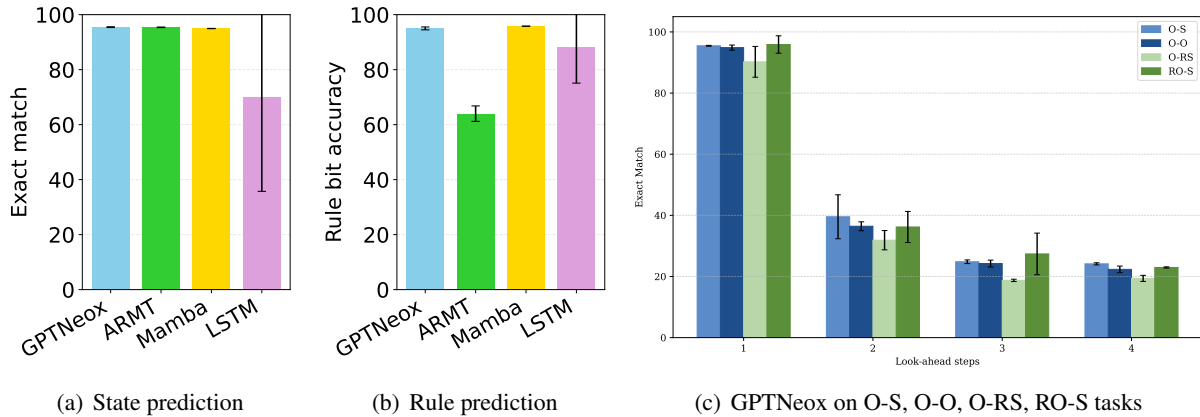 100
80
60
40
20
0
Exact match
GPTNeox
ARMT
Mamba
LSTM
(a) State prediction
100
80
60
40
20
0
Rule bit accuracy
GPTNeox
ARMT
Mamba
LSTM
(b) Rule prediction
100
80
60
40
20
0
Exact Match
O-S
O-O
O-RS
RO-S
1
2
3
4
Look-ahead steps
(c) GPTNeox on O-S, O-O, O-RS, RO-S tasks